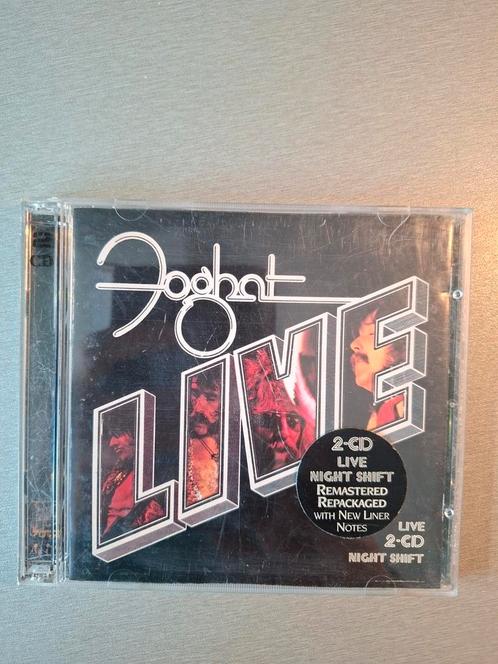 Foghat
LIVE
2-CD
LIVE
NIGHT SHIFT
REMASTERED
REPACKAGED
WITH NEW LINER
NOTES
LIVE
2-CD
NIGHT SHIFT